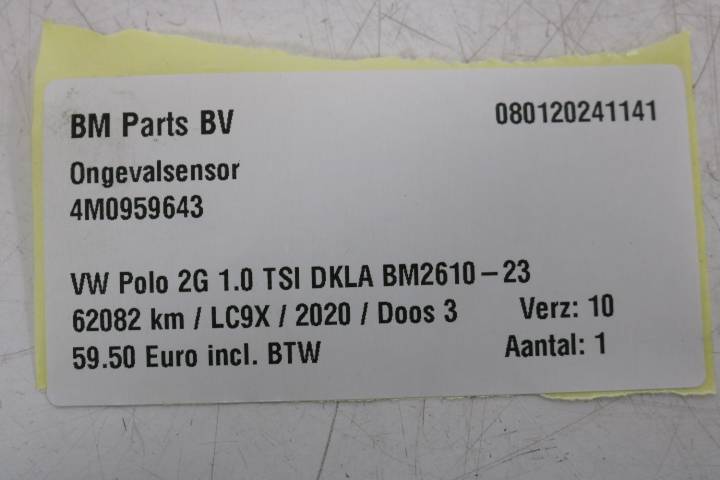 BM Parts BV 080120241141
Ongevalsensor
4M0959643
VW Polo 2G 1.0 TSI DKLA BM2610-23
62082 km / LC9X / 2020 / Doos 3 Verz: 10
59.50 Euro incl. BTW Aantal: 1